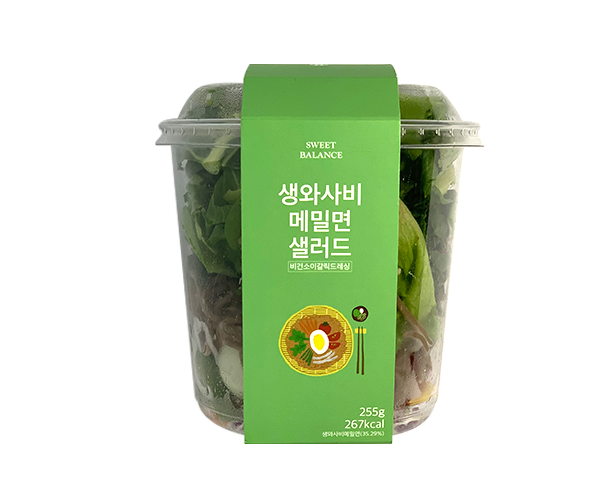 SWEET
BALANCE
생와사비
메밀면
샐러드
비건소이갈릭드레싱
255g
267kcal
생와사비메밀면(35.29%)